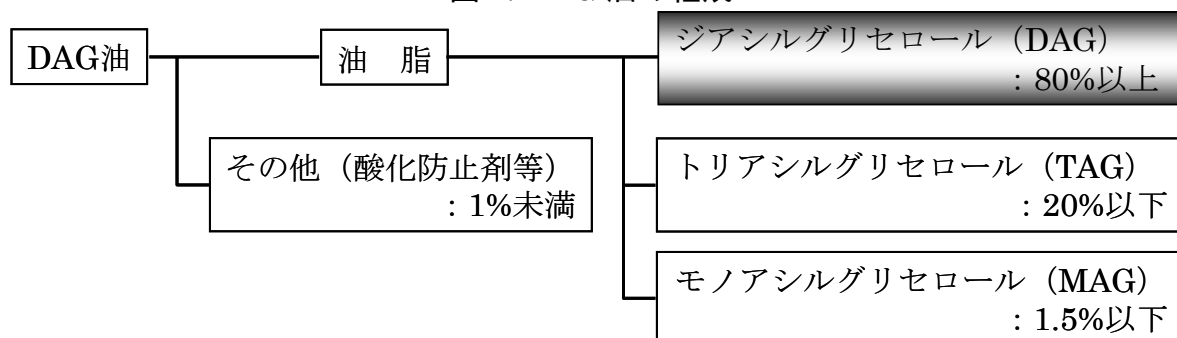 DAG油
油 脂
ジアシルグリセロール（DAG）
：80%以上
その他（酸化防止剤等）
：1%未満
トリアシルグリセロール（TAG）
：20%以下
モノアシルグリセロール（MAG）
：1.5%以下